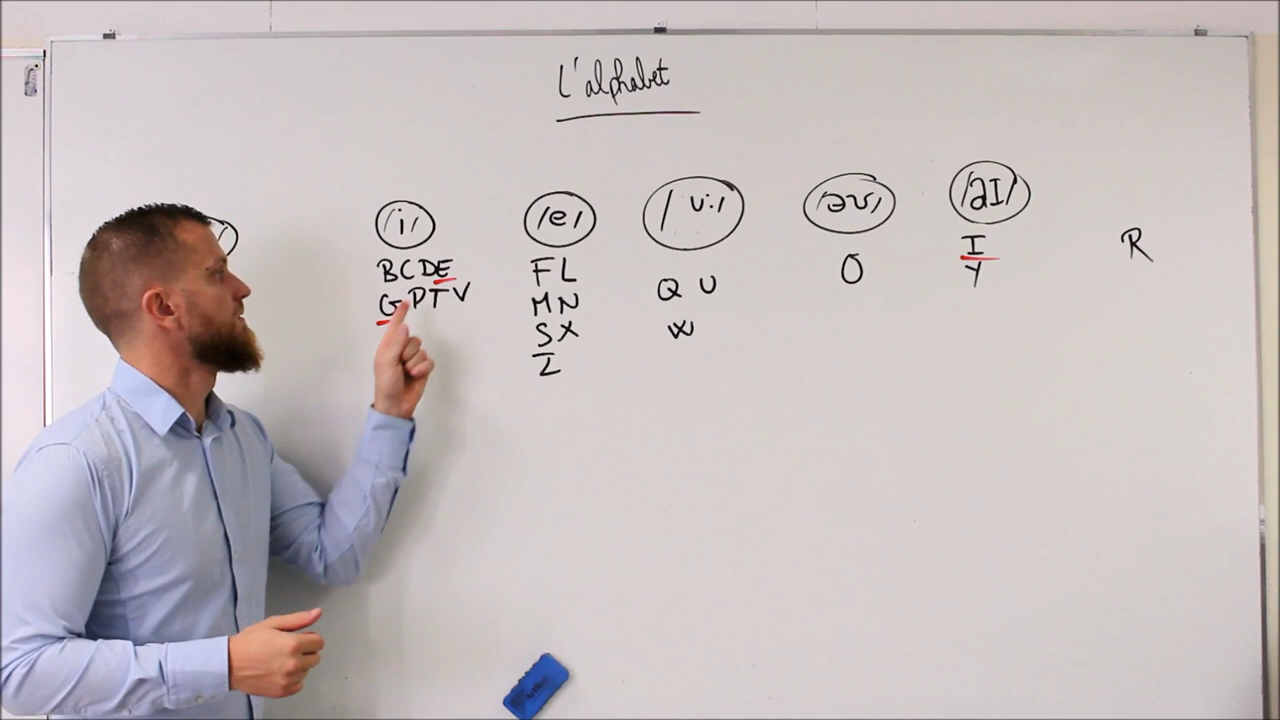 L'alphabet
/
/i/
BCDE
GPTV
/e/
FL
MN
SX
Z
/u:/
Q U
W
/əʊ/
O
/aI/
I
Y
R